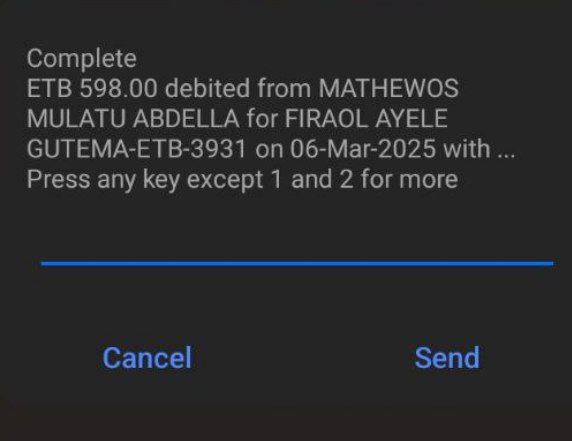 Complete
ETB 598.00 debited from MATHEWOS
MULATU ABDELLA for FIRAOL AYELE
GUTEMA-ETB-3931 on 06-Mar-2025 with ...
Press any key except 1 and 2 for more
Cancel
Send